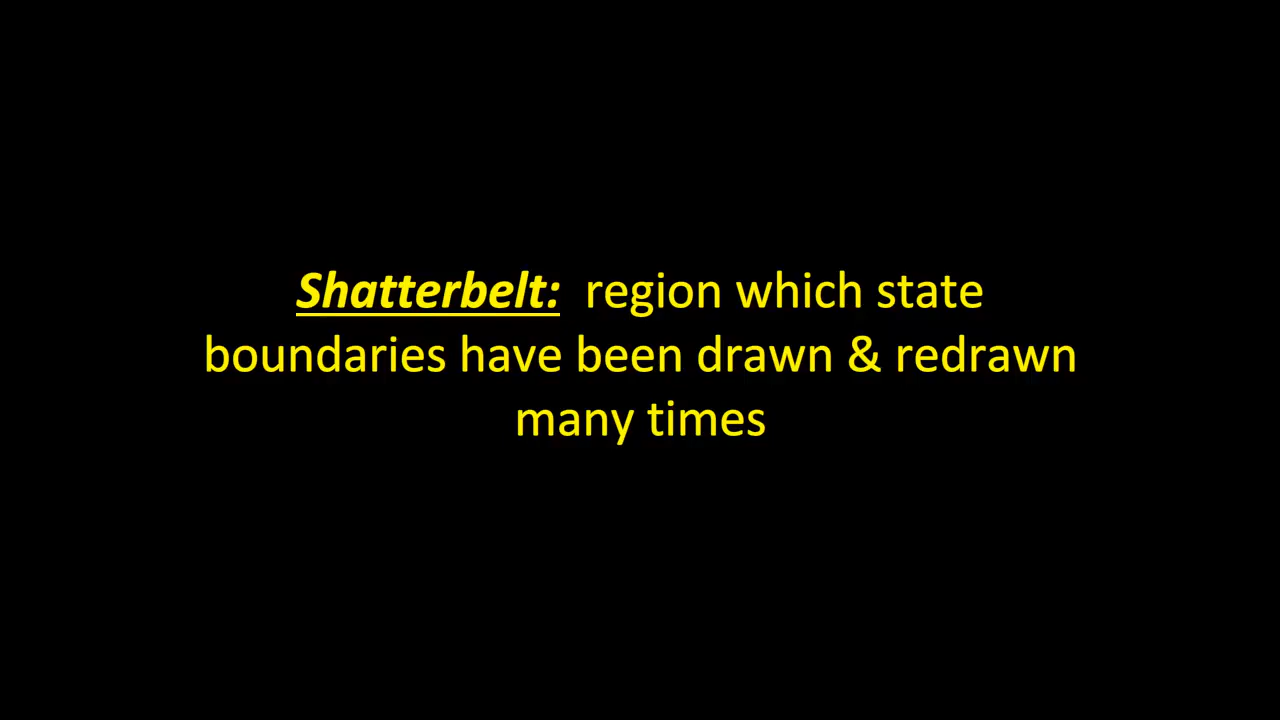 Shatterbelt: region which state
boundaries have been drawn & redrawn
many times